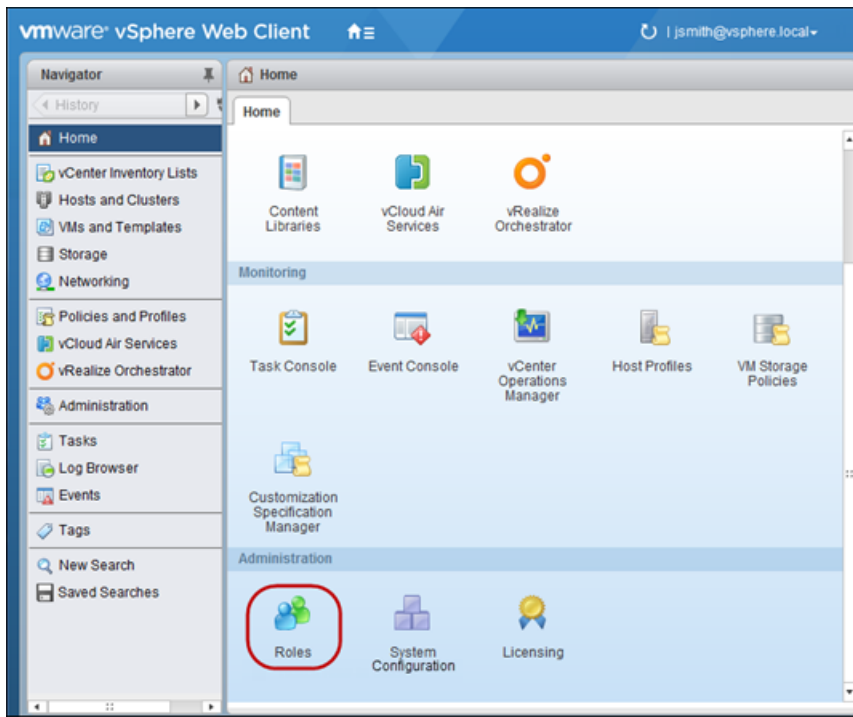 vmware® vSphere Web Client
| jsmith@vsphere.local
Navigator
Home
History
Home
Home
vCenter Inventory Lists
Hosts and Clusters
VMs and Templates
Storage
Networking
Policies and Profiles
vCloud Air Services
vRealize Orchestrator
Administration
Tasks
Log Browser
Events
Tags
New Search
Saved Searches
Content
Libraries
vCloud Air
Services
vRealize
Orchestrator
Monitoring
Task Console
Event Console
vCenter
Operations
Manager
Host Profiles
VM Storage
Policies
Customization
Specification
Manager
Administration
Roles
System
Configuration
Licensing